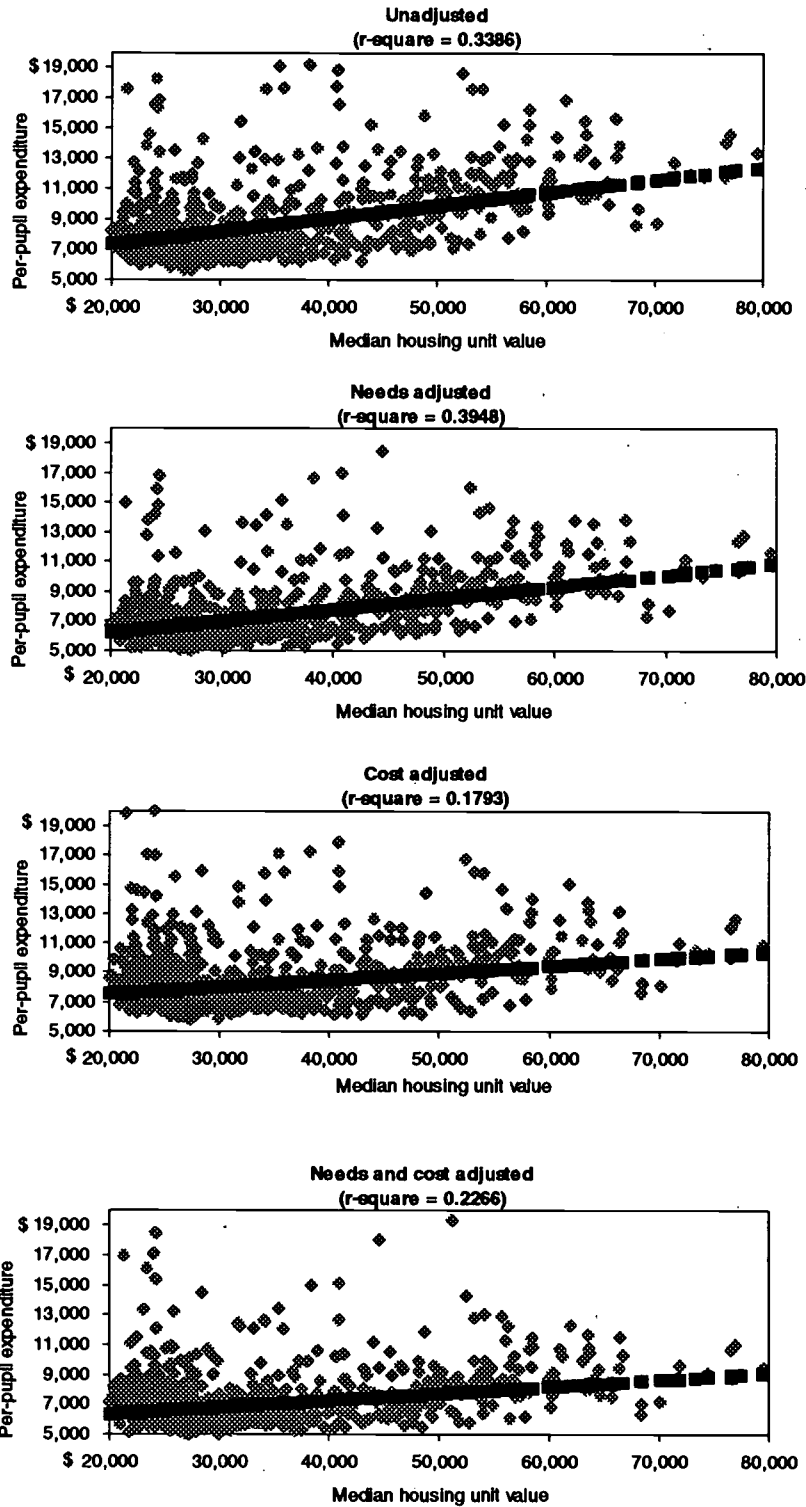 Unadjusted
(r-square = 0.3386)
$ 19,000
17,000
15,000
13,000
11,000
9,000
7,000
5,000
Per-pupil expenditure
$ 20,000 30,000 40,000 50,000 60,000 70,000 80,000
Median housing unit value
Needs adjusted
(r-square = 0.3948)
$ 19,000
17,000
15,000
13,000
11,000
9,000
7,000
5,000
Per-pupil expenditure
$ 20,000 30,000 40,000 50,000 60,000 70,000 80,000
Median housing unit value
Cost adjusted
(r-square = 0.1793)
$ 19,000
17,000
15,000
13,000
11,000
9,000
7,000
5,000
Per-pupil expenditure
$ 20,000 30,000 40,000 50,000 60,000 70,000 80,000
Median housing unit value
Needs and cost adjusted
(r-square = 0.2266)
$ 19,000
17,000
15,000
13,000
11,000
9,000
7,000
5,000
Per-pupil expenditure
$ 20,000 30,000 40,000 50,000 60,000 70,000 80,000
Median housing unit value